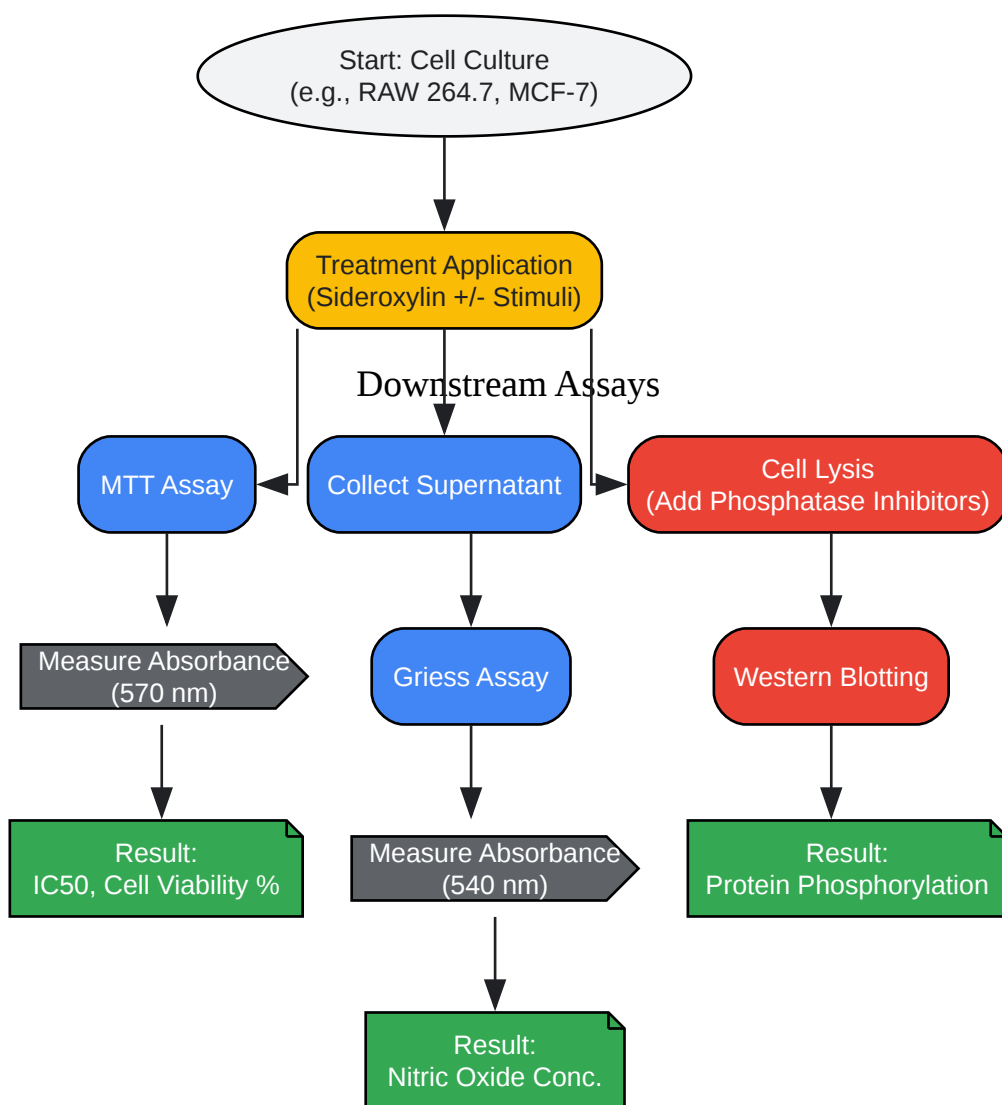 Start: Cell Culture
(e.g., RAW 264.7, MCF-7)
Treatment Application
(Sideroxylin +/- Stimuli)
Downstream Assays
MTT Assay
Collect Supernatant
Cell Lysis
(Add Phosphatase Inhibitors)
Measure Absorbance
(570 nm)
Griess Assay
Western Blotting
Result:
IC50, Cell Viability %
Measure Absorbance
(540 nm)
Result:
Protein Phosphorylation
Result:
Nitric Oxide Conc.